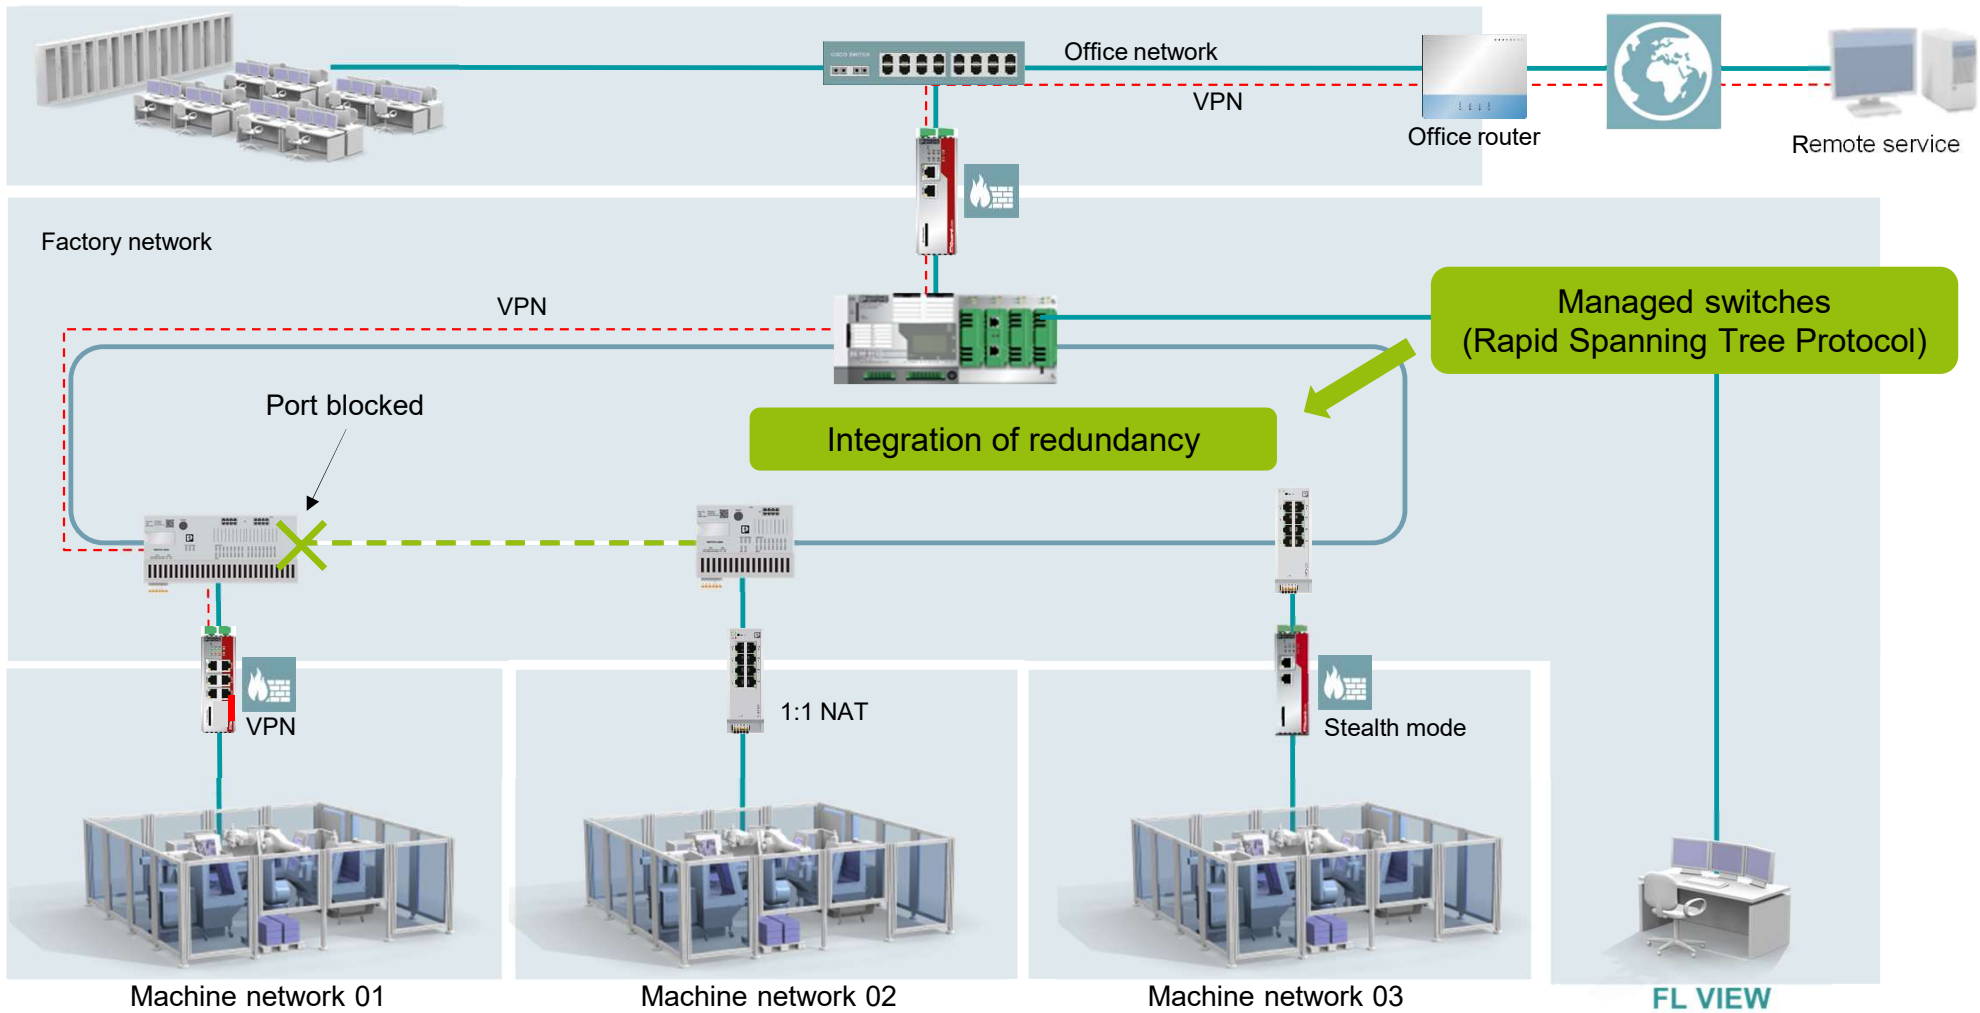 CISCO SWITCH
Office network
VPN
Office router
Remote service
Factory network
VPN
Managed switches
(Rapid Spanning Tree Protocol)
Port blocked
Integration of redundancy
VPN
1:1 NAT
Stealth mode
Machine network 01
Machine network 02
Machine network 03
FL VIEW